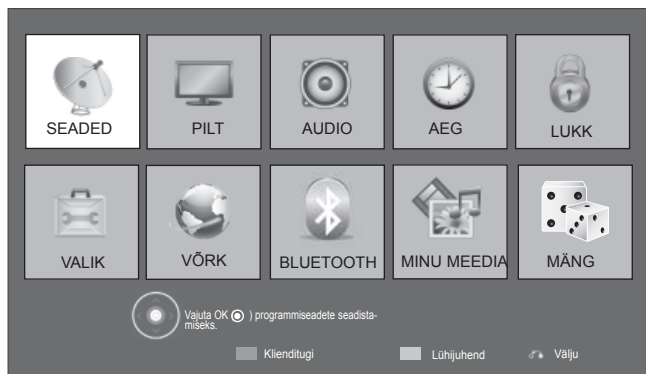 SEADED PILT AUDIO AEG LUKK
VALIK VÕRK BLUETOOTH MINU MEEDIA MÄNG
Vajuta OK ) programmiseadete seadista-
miseks.
Klienditugi Lühijuhend Välju